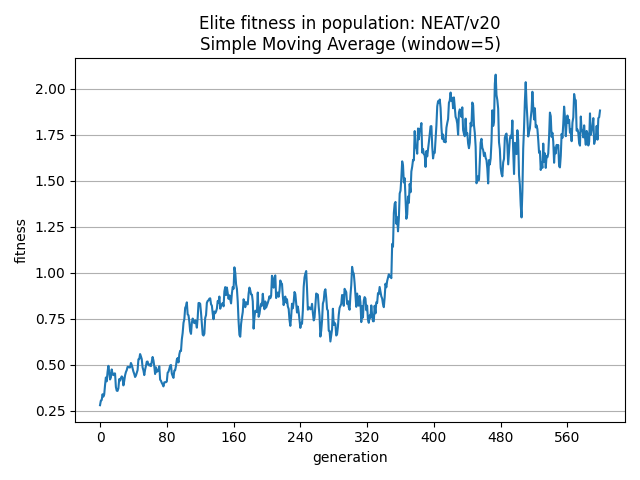 Elite fitness in population: NEAT/v20
Simple Moving Average (window=5)
2.00
1.75
1.50
1.25
1.00
0.75
0.50
0.25
fitness
0 80 160 240 320 400 480 560
generation